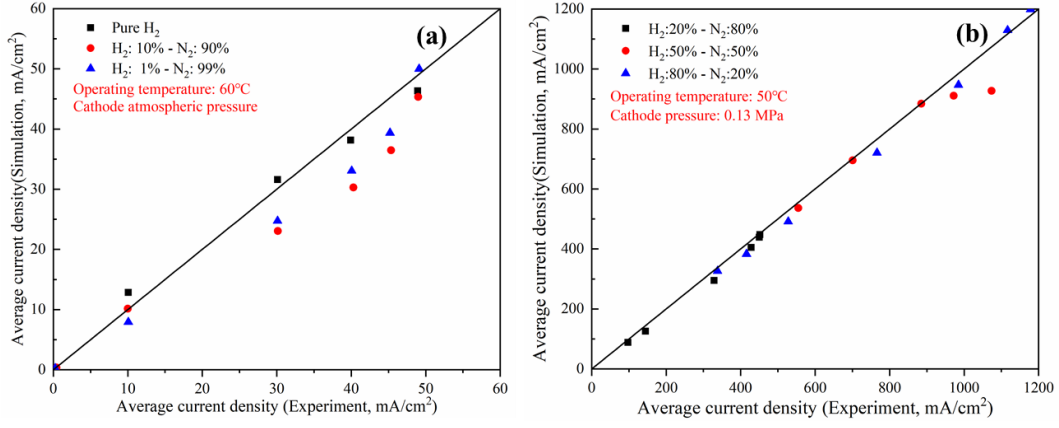 (a)
Pure H₂
H₂: 10% - N₂: 90%
H₂: 1% - N₂: 99%
Operating temperature: 60℃
Cathode atmospheric pressure
Average current density(Simulation, mA/cm²)
60
50
40
30
20
10
0
0 10 20 30 40 50 60
Average current density (Experiment, mA/cm²)
(b)
H₂:20% - N₂:80%
H₂:50% - N₂:50%
H₂:80% - N₂:20%
Operating temperature: 50℃
Cathode pressure: 0.13 MPa
Average current density(Simulation, mA/cm²)
1200
1000
800
600
400
200
0
0 200 400 600 800 1000 1200
Average current density (Experiment, mA/cm²)